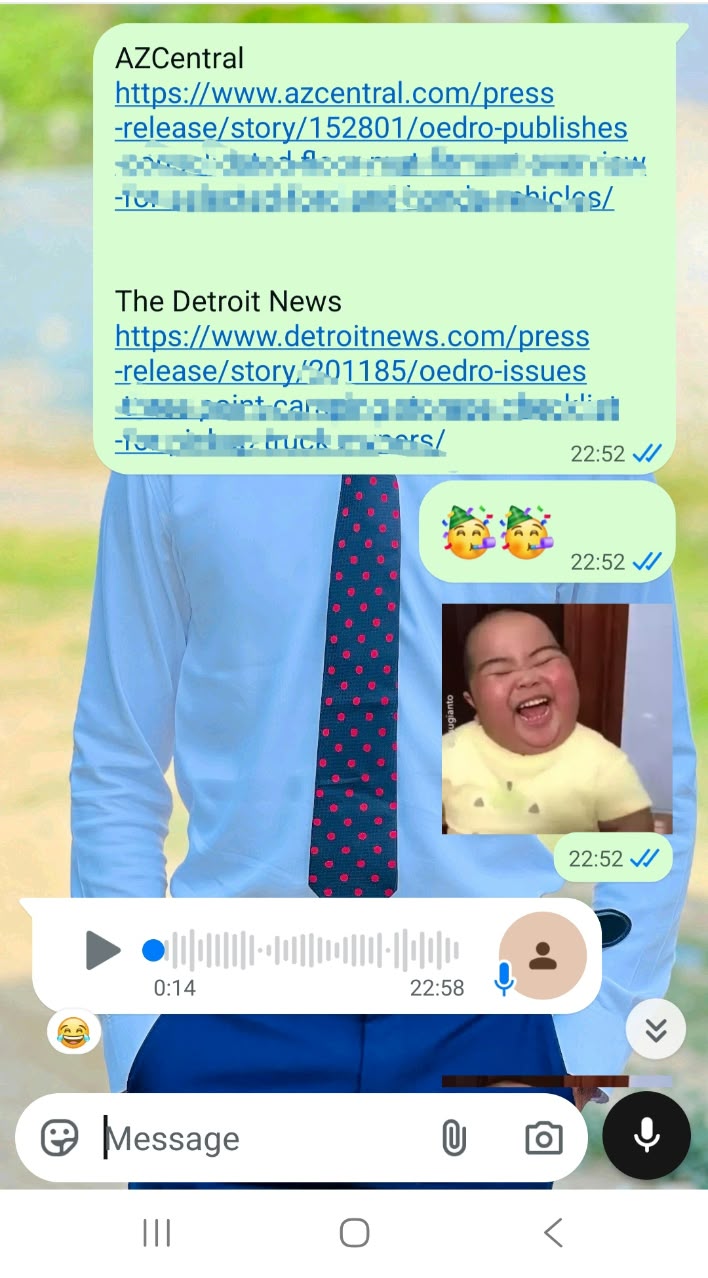 AZCentral
https://www.azcentral.com/press
-release/story/152801/oedro-publishes
The Detroit News
https://www.detroitnews.com/press
-release/story/201185/oedro-issues
22:52
22:52
22:52
0:14
22:58
Message